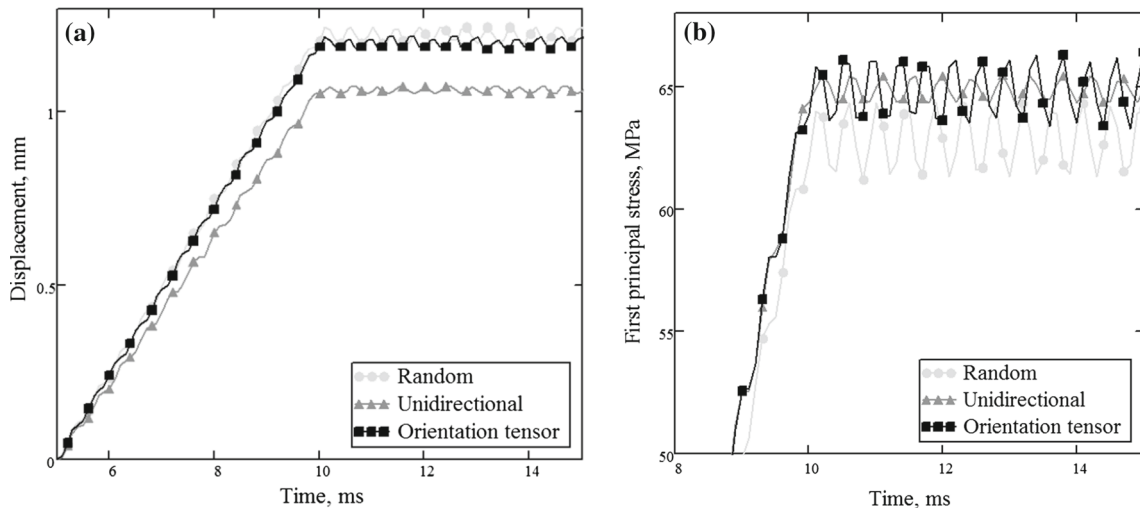 (a)
Displacement, mm
1
0.5
0
6
8
10
12
14
Time, ms
Random
Unidirectional
Orientation tensor
(b)
First principal stress, MPa
65
60
55
50
8
10
12
14
Time, ms
Random
Unidirectional
Orientation tensor